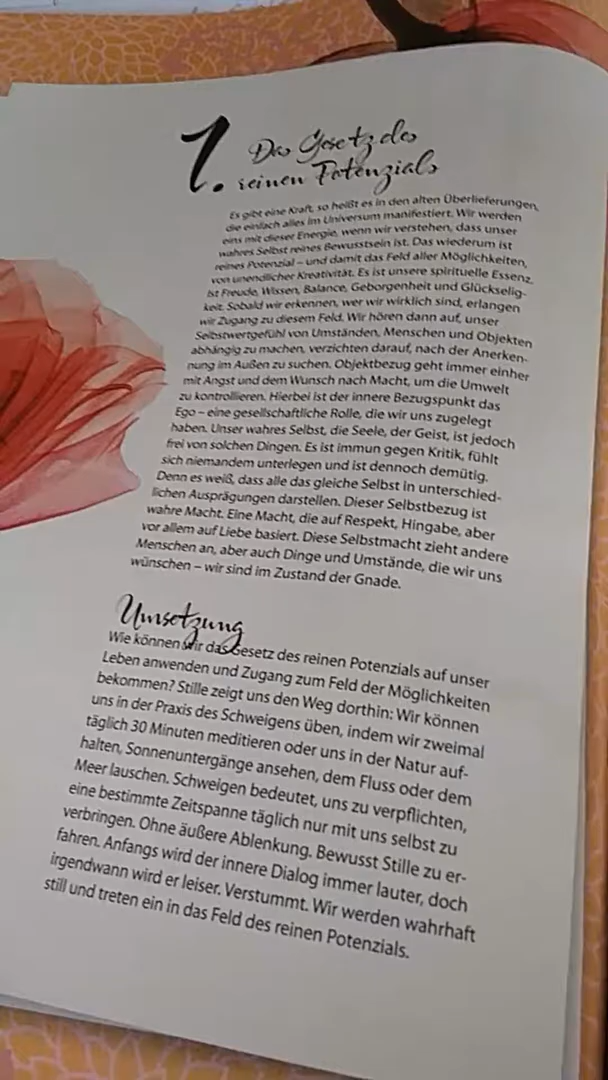 1. Das Gesetz des
reinen Potenzials
Es gibt eine Kraft, so heißt es in den alten Überlieferungen,
die einfach alles im Universum manifestiert. Wir werden
eins mit dieser Energie, wenn wir verstehen, dass unser
wahres Selbst reines Bewusstsein ist. Das wiederum ist
reines Potenzial – und damit das Feld aller Möglichkeiten,
von unendlicher Kreativität. Es ist unsere spirituelle Essenz,
ist Freude, Wissen, Balance, Geborgenheit und Glückselig-
keit. Sobald wir erkennen, wer wir wirklich sind, erlangen
wir Zugang zu diesem Feld. Wir hören dann auf, unser
Selbstwertgefühl von Umständen, Menschen und Objekten
abhängig zu machen, verzichten darauf, nach der Anerken-
nung im Außen zu suchen. Objektbezug geht immer einher
mit Angst und dem Wunsch nach Macht, um die Umwelt
zu kontrollieren. Hierbei ist der innere Bezugspunkt das
Ego – eine gesellschaftliche Rolle, die wir uns zugelegt
haben. Unser wahres Selbst, die Seele, der Geist, ist jedoch
frei von solchen Dingen. Es ist immun gegen Kritik, fühlt
sich niemandem unterlegen und ist dennoch demütig.
Denn es weiß, dass alle das gleiche Selbst in unterschied-
lichen Ausprägungen darstellen. Dieser Selbstbezug ist
wahre Macht. Eine Macht, die auf Respekt, Hingabe, aber
vor allem auf Liebe basiert. Diese Selbstmacht zieht andere
Menschen an, aber auch Dinge und Umstände, die wir uns
wünschen – wir sind im Zustand der Gnade.
Umsetzung
Wie können wir das Gesetz des reinen Potenzials auf unser
Leben anwenden und Zugang zum Feld der Möglichkeiten
bekommen? Stille zeigt uns den Weg dorthin: Wir können
uns in der Praxis des Schweigens üben, indem wir zweimal
täglich 30 Minuten meditieren oder uns in der Natur auf-
halten, Sonnenuntergänge ansehen, dem Fluss oder dem
Meer lauschen. Schweigen bedeutet, uns zu verpflichten,
eine bestimmte Zeitspanne täglich nur mit uns selbst zu
verbringen. Ohne äußere Ablenkung. Bewusst Stille zu er-
fahren. Anfangs wird der innere Dialog immer lauter, doch
irgendwann wird er leiser. Verstummt. Wir werden wahrhaft
still und treten ein in das Feld des reinen Potenzials.